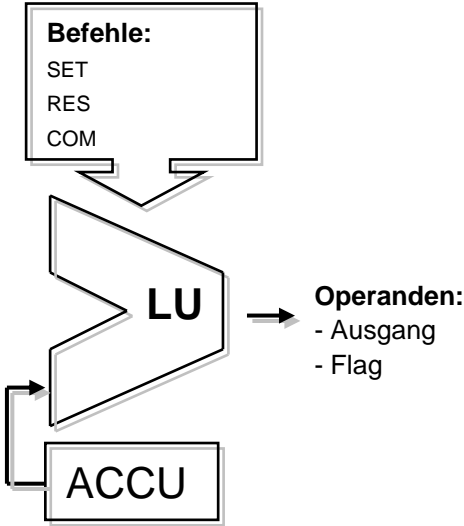 Befehle:
SET
RES
COM
LU
Operanden:
- Ausgang
- Flag
ACCU